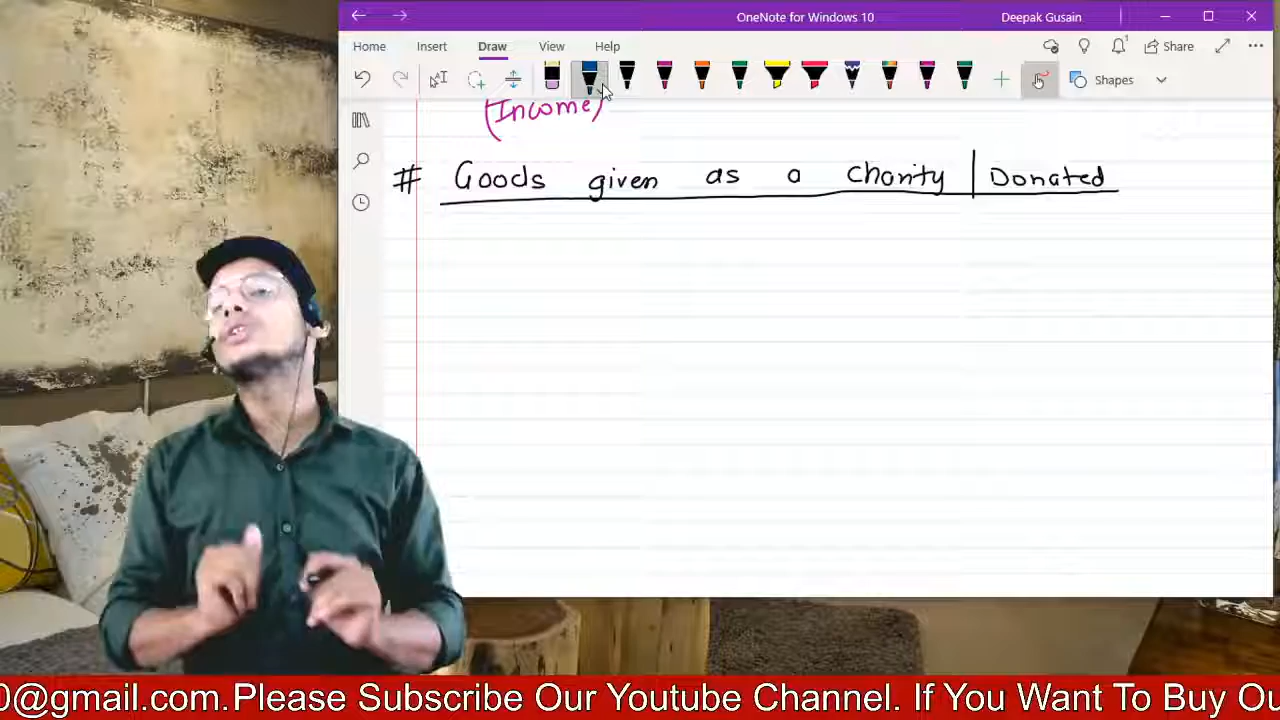 OneNote for Windows 10
Deepak Gusain
Home Insert Draw View Help
1
Share
Shapes
(Income)
# Goods given as a charity | Donated
0@gmail.com.Please Subscribe Our Youtube Channel. If You Want To Buy Ou